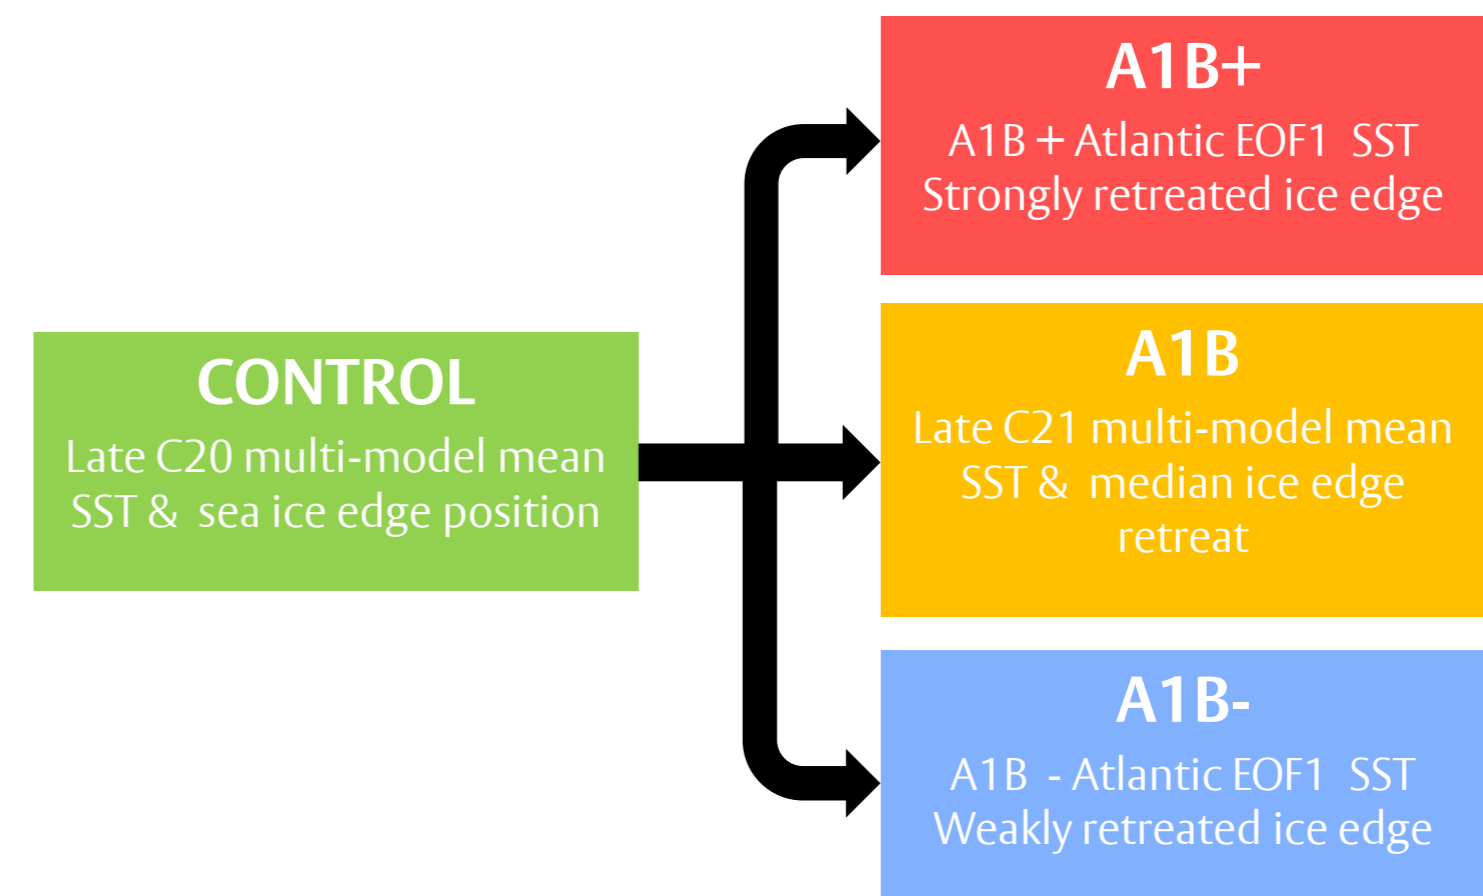 CONTROL
Late C20 multi-model mean
SST & sea ice edge position
A1B+
A1B + Atlantic EOF1 SST
Strongly retreated ice edge
A1B
Late C21 multi-model mean
SST & median ice edge
retreat
A1B-
A1B - Atlantic EOF1 SST
Weakly retreated ice edge